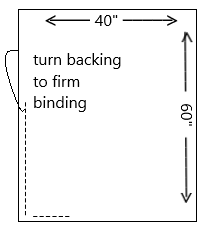 40"
turn backing
to firm
binding
60"